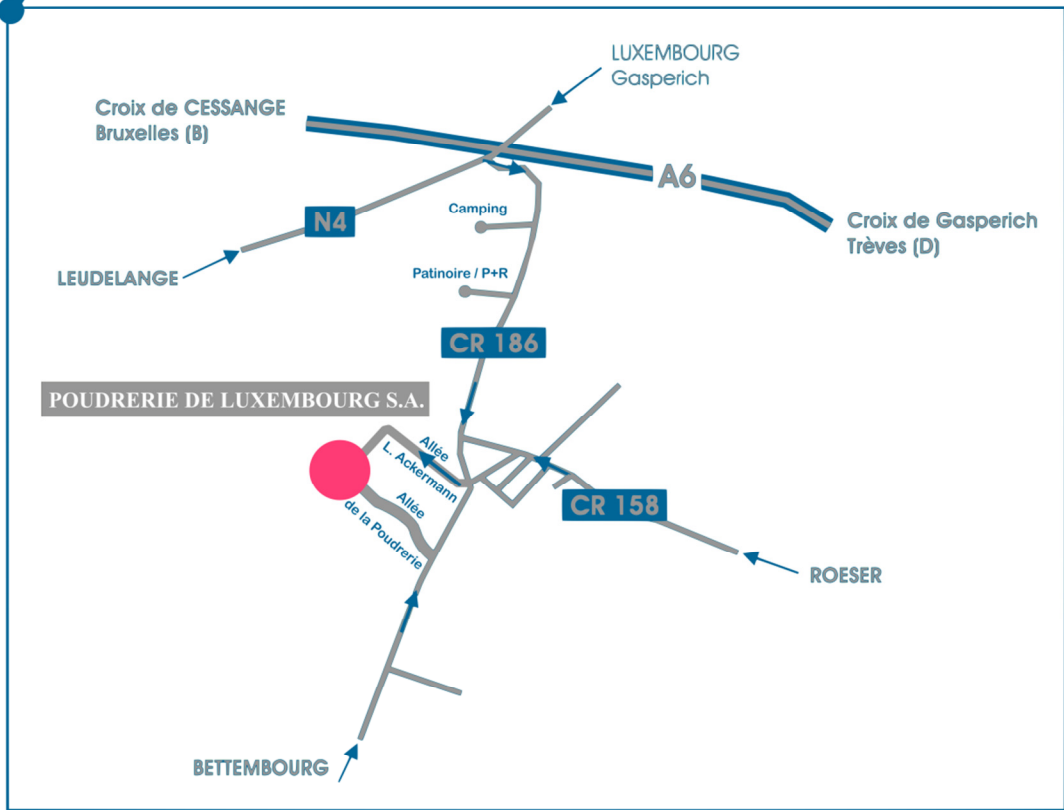 LUXEMBOURG
Gasperich
Croix de CESSANGE
Bruxelles (B)
A6
Camping
N4
Croix de Gasperich
Trèves (D)
LEUDELANGE
Patinoire / P+R
CR 186
POUDRERIE DE LUXEMBOURG S.A.
Allée
L. Ackermann
Allée
de la Poudrerie
CR 158
ROESER
BETTEMBOURG